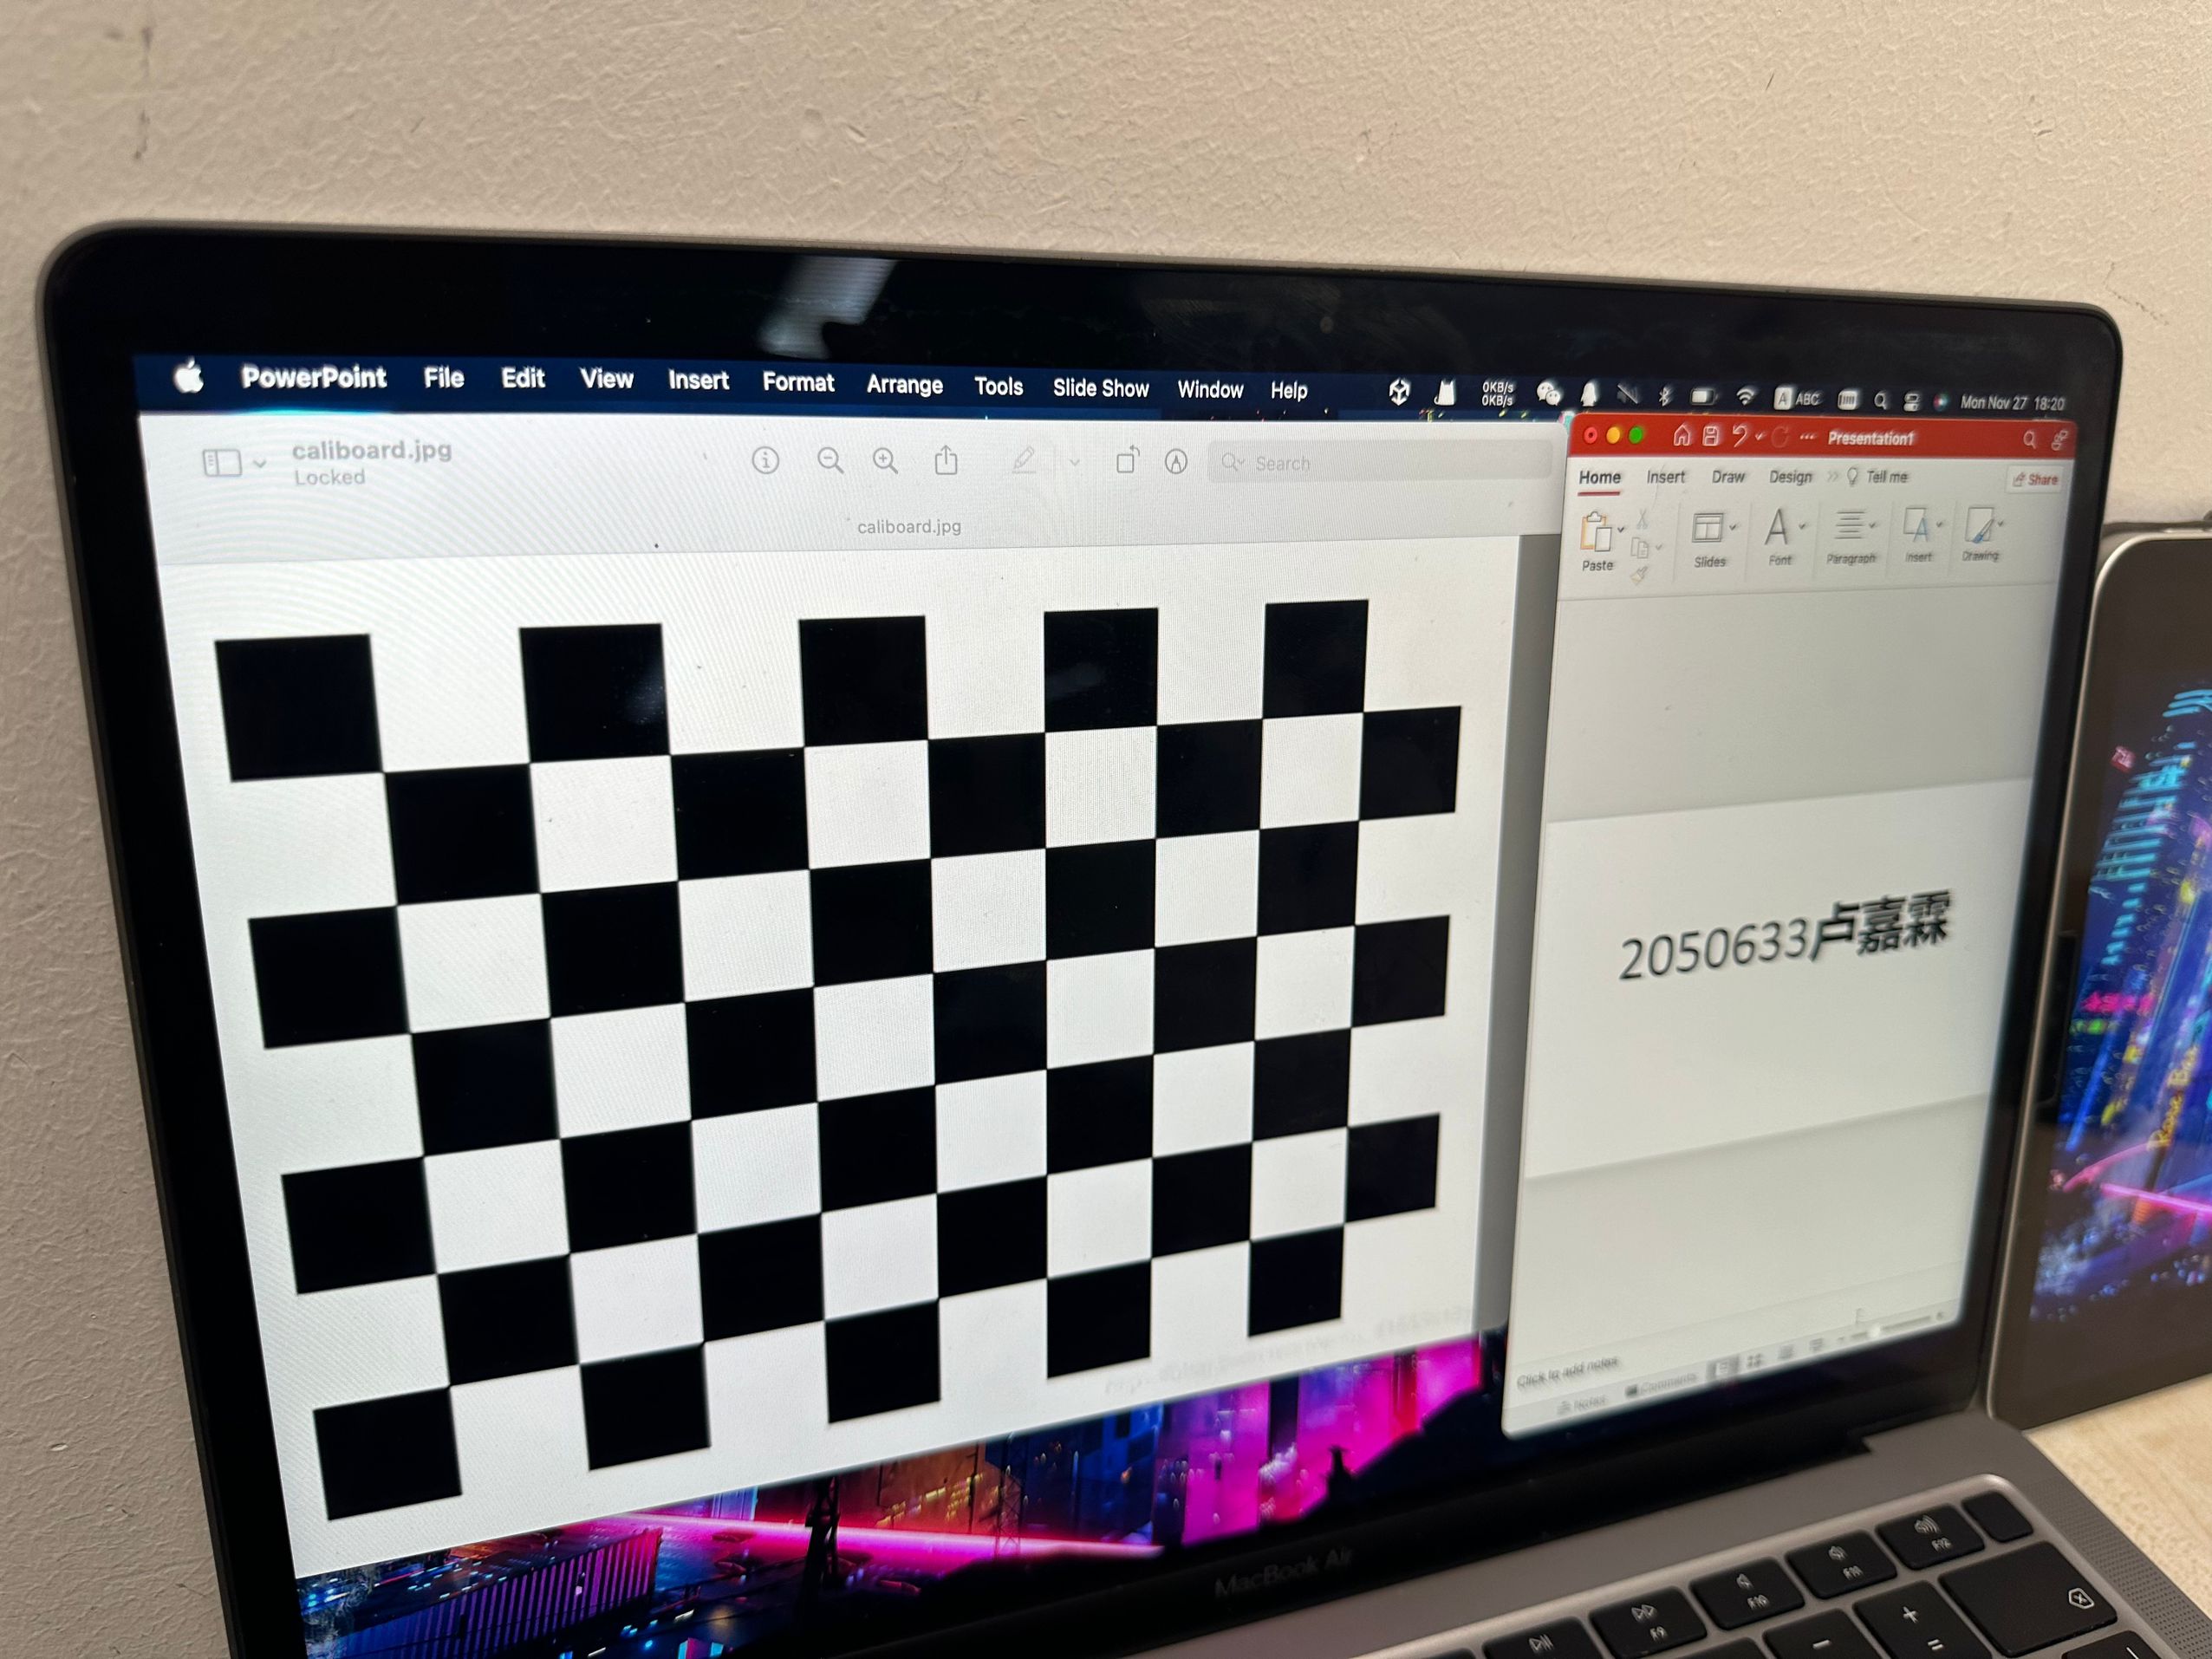 PowerPoint File Edit View Insert Format Arrange Tools Slide Show Window Help 0KB/s 0KB/s A ABC Mon Nov 27 18:20
caliboard.jpg
Locked
Search
caliboard.jpg
Presentation1
Home Insert Draw Design Tell me Share
Paste Slides Font Paragraph Insert Drawing
2050633卢嘉霖
Click to add notes
Notes Comments
MacBook Air
F9 F10 F11 F12